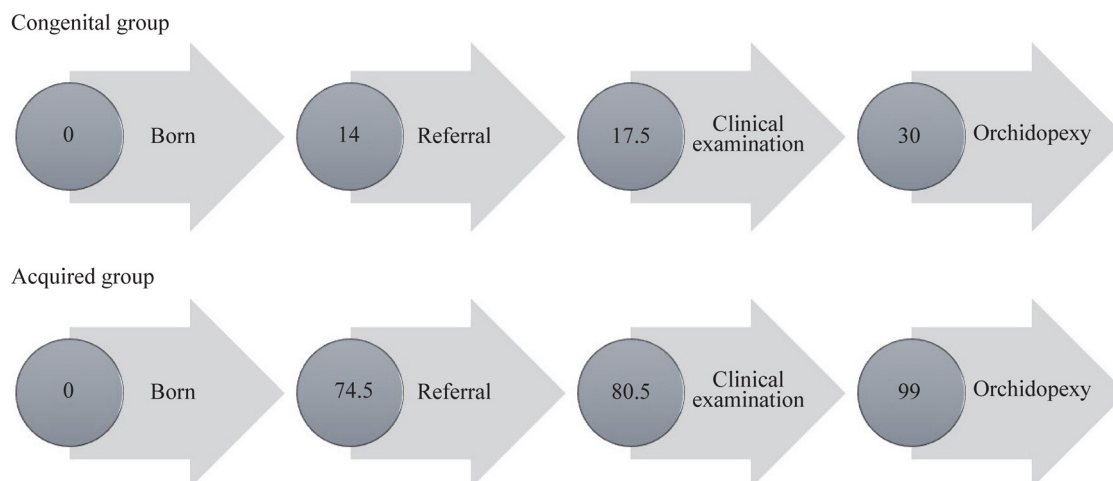 Congenital group
0 Born
14 Referral
17.5 Clinical
examination
30 Orchidopexy
Acquired group
0 Born
74.5 Referral
80.5 Clinical
examination
99 Orchidopexy